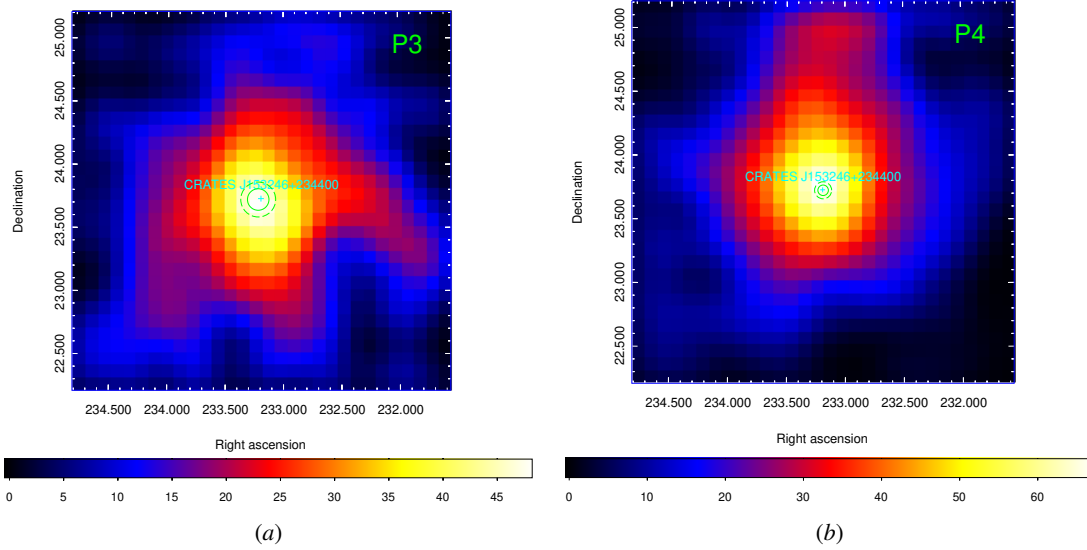 P3
CRATES J153246+234400
Declination
25.000
24.500
24.000
23.500
23.000
22.500
234.500 234.000 233.500 233.000 232.500 232.000
Right ascension
0 5 10 15 20 25 30 35 40 45
(a)
P4
CRATES J153246+234400
Declination
25.000
24.500
24.000
23.500
23.000
22.500
234.500 234.000 233.500 233.000 232.500 232.000
Right ascension
0 10 20 30 40 50 60
(b)